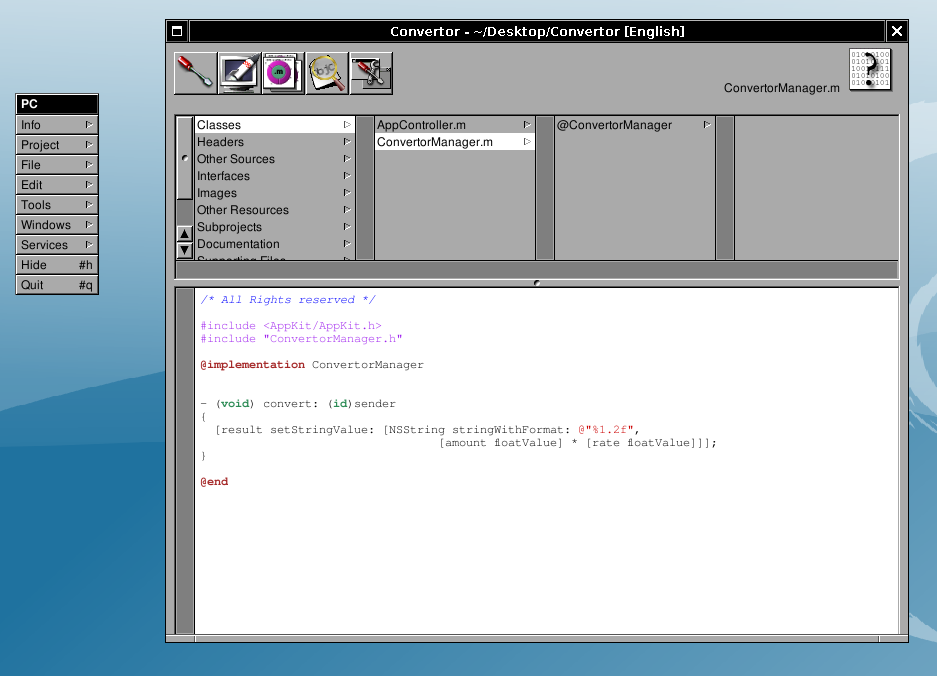 Convertor - ~/Desktop/Convertor [English]
ConvertorManager.m
PC
Info
Project
File
Edit
Tools
Windows
Services
Hide #h
Quit #q
Classes
Headers
Other Sources
Interfaces
Images
Other Resources
Subprojects
Documentation
Supporting Files
AppController.m
ConvertorManager.m
@ConvertorManager
/* All Rights reserved */
#include <AppKit/AppKit.h>
#include "ConvertorManager.h"
@implementation ConvertorManager
- (void) convert: (id)sender
{
[result setStringValue: [NSString stringWithFormat: @"%1.2f",
[amount floatValue] * [rate floatValue]]];
}
@end